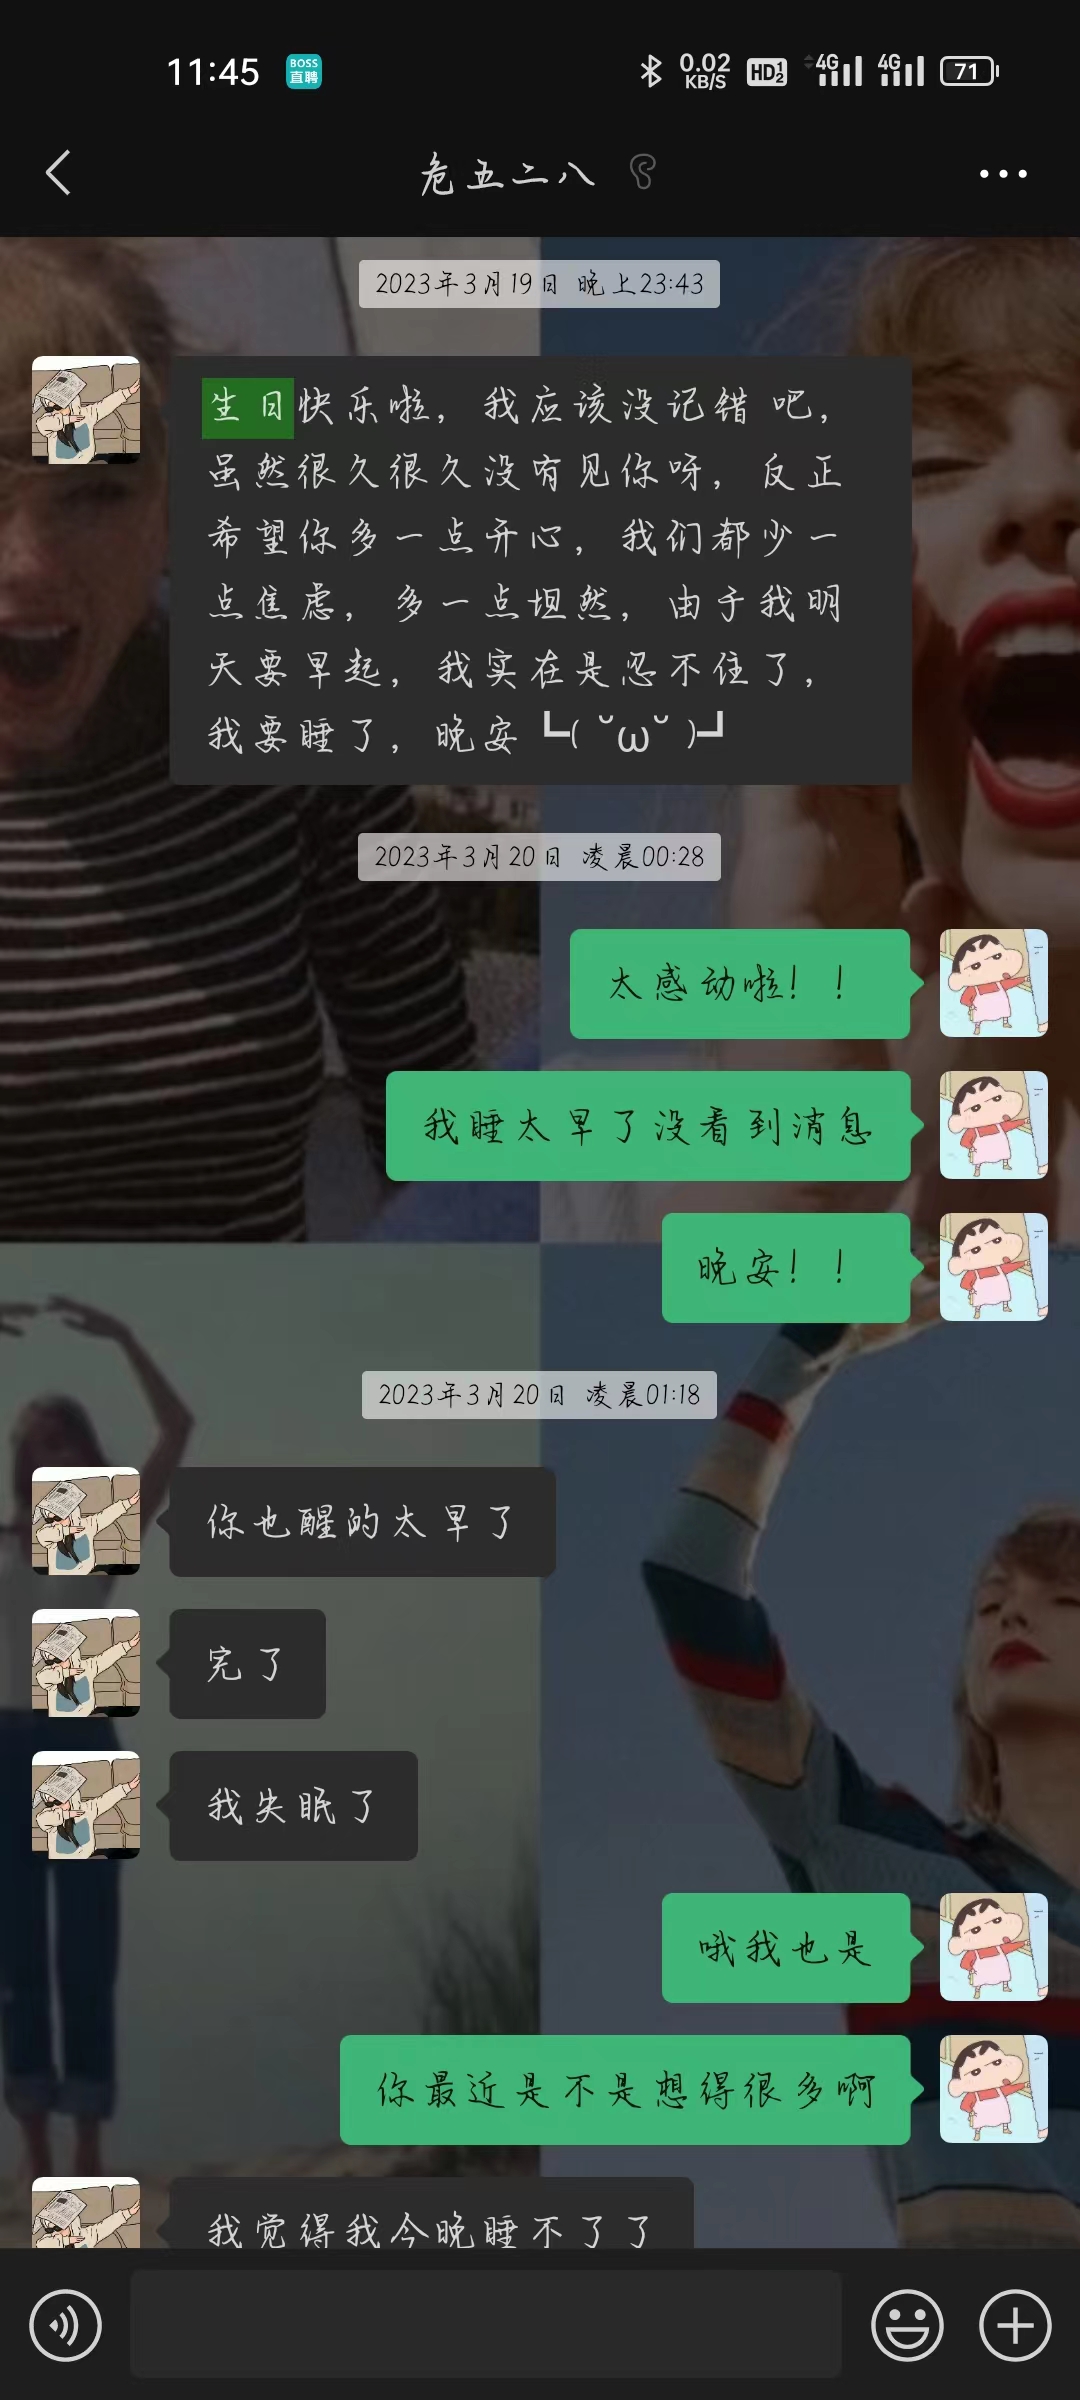 11:45
BOSS
直聘
0.02
KB/S
HD
4G
4G
71
危五二八
2023年3月19日 晚上23:43
生日快乐啦，我应该没记错 吧，
虽然很久很久没有见你呀，反正
希望你多一点开心，我们都少一
点焦虑，多一点坦然，由于我明
天要早起，我实在是忍不住了，
我要睡了，晚安┗( ˘ω˘ )┛
2023年3月20日 凌晨00:28
太感动啦！！
我睡太早了没看到消息
晚安！！
2023年3月20日 凌晨01:18
你也醒的太早了
完了
我失眠了
哦我也是
你最近是不是想得很多啊
我觉得我今晚睡不了了